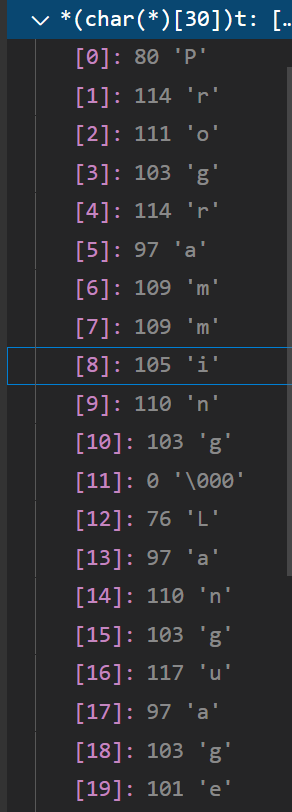 *(char(*)[30])t: [...
[0]: 80 'P'
[1]: 114 'r'
[2]: 111 'o'
[3]: 103 'g'
[4]: 114 'r'
[5]: 97 'a'
[6]: 109 'm'
[7]: 109 'm'
[8]: 105 'i'
[9]: 110 'n'
[10]: 103 'g'
[11]: 0 '\000'
[12]: 76 'L'
[13]: 97 'a'
[14]: 110 'n'
[15]: 103 'g'
[16]: 117 'u'
[17]: 97 'a'
[18]: 103 'g'
[19]: 101 'e'